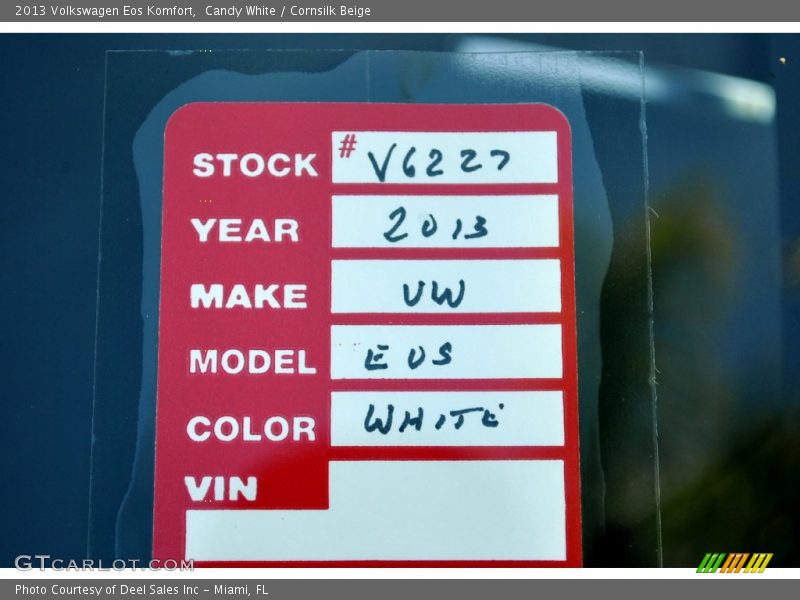 2013 Volkswagen Eos Komfort, Candy White / Cornsilk Beige
STOCK # V6227
YEAR 2013
MAKE VW
MODEL EOS
COLOR WHITE
VIN
GTCARLOT.COM
Photo Courtesy of Deel Sales Inc - Miami, FL